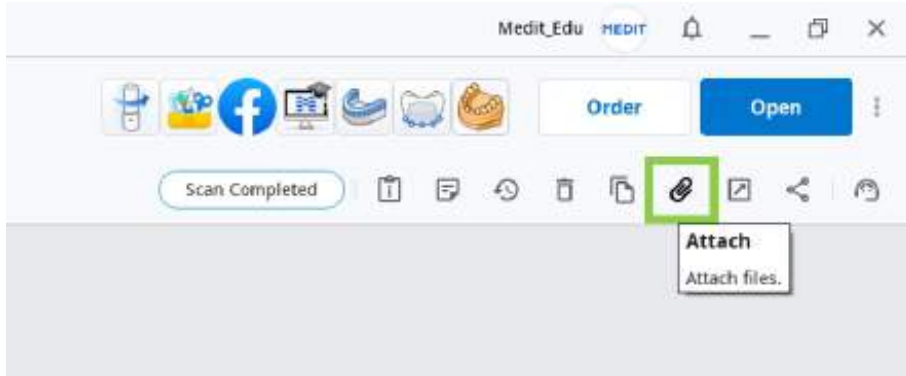 Medit_Edu MEDIT
Order Open
Scan Completed
Attach
Attach files.